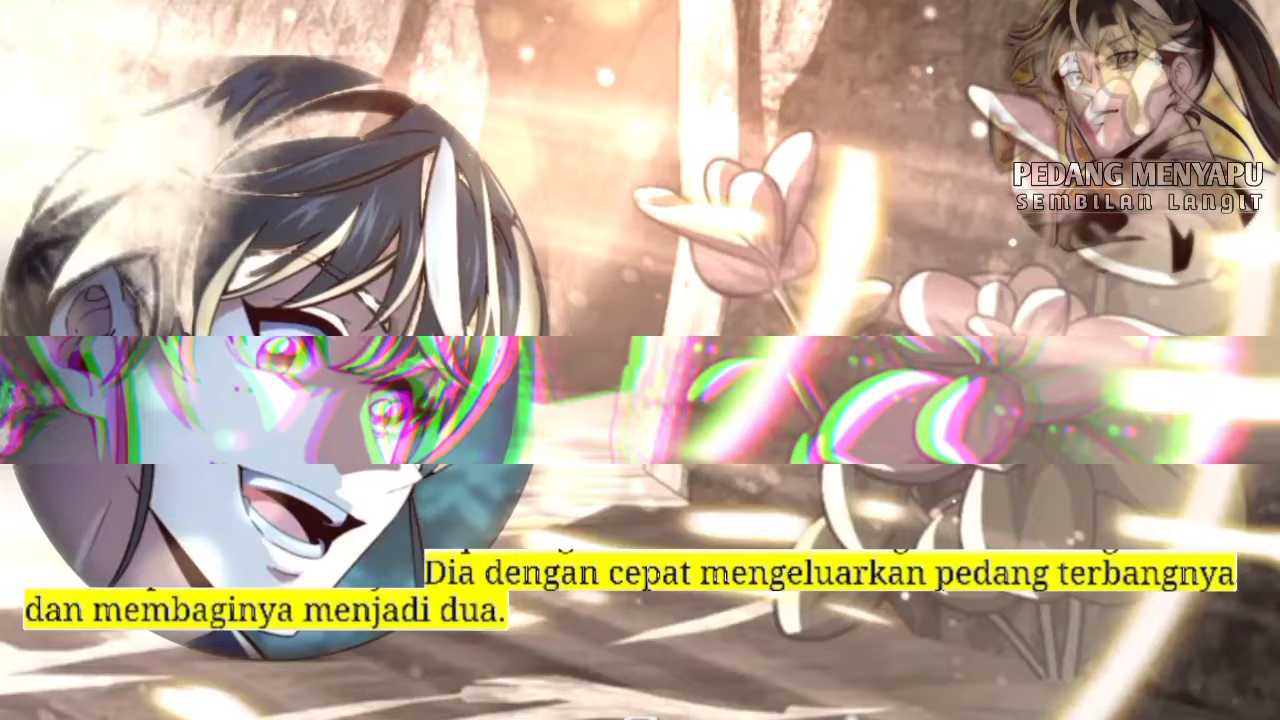 PEDANG MENYAPU
SEMBILAN LANGIT
Dia dengan cepat mengeluarkan pedang terbangnya
dan membaginya menjadi dua.